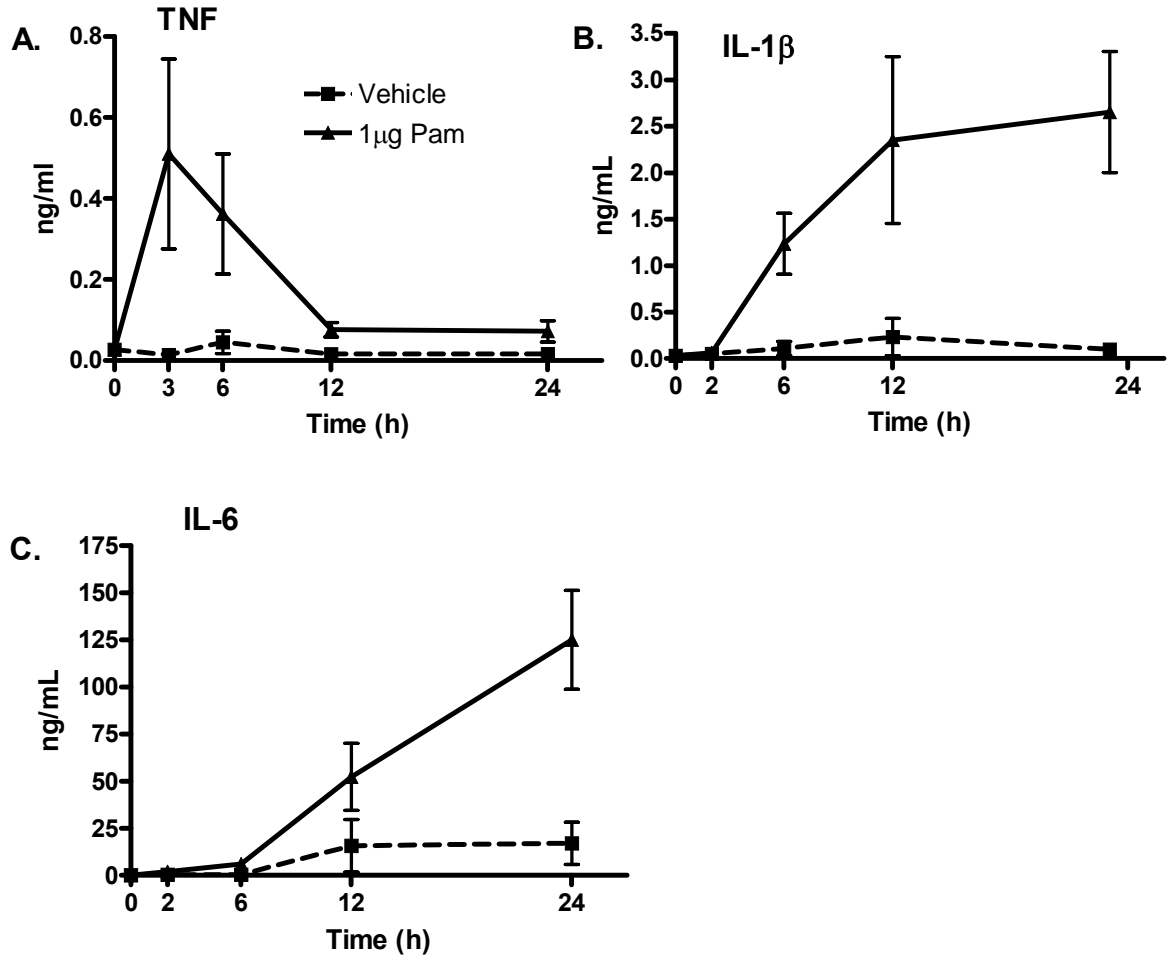 A.
TNF
0.8
0.6
0.4
0.2
0.0
ng/ml
Vehicle
1μg Pam
0 3 6 12 24
Time (h)
B.
IL-1β
3.5
3.0
2.5
2.0
1.5
1.0
0.5
0.0
ng/mL
0 2 6 12 24
Time (h)
C.
IL-6
175
150
125
100
75
50
25
0
ng/mL
0 2 6 12 24
Time (h)